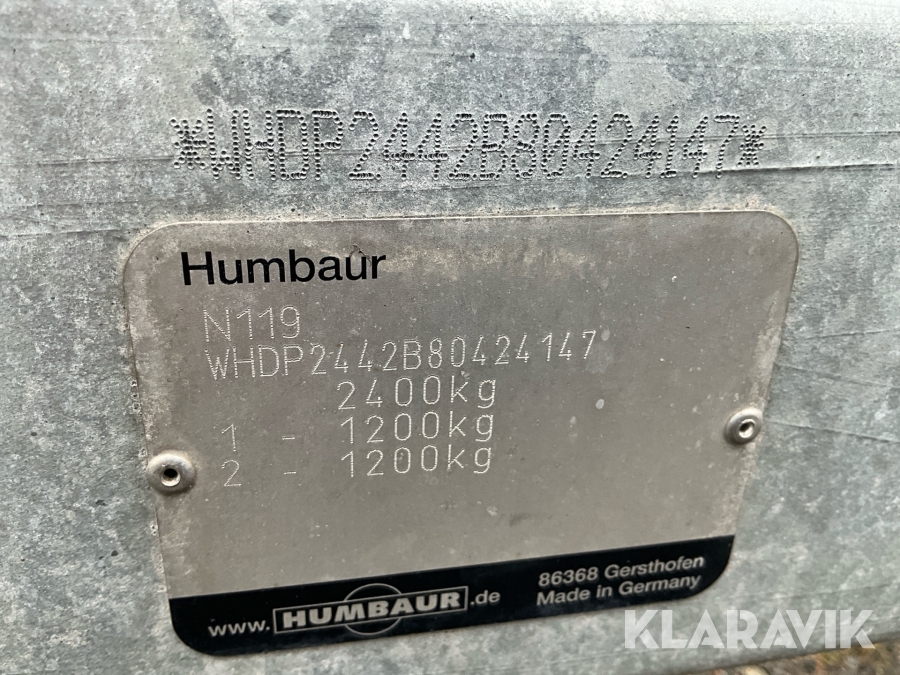 *WHDP2442B80424147*
Humbaur
N119
WHDP2442B80424147
2400kg
1 - 1200kg
2 - 1200kg
www.HUMBAUR.de
86368 Gersthofen
Made in Germany
KLARAVIK